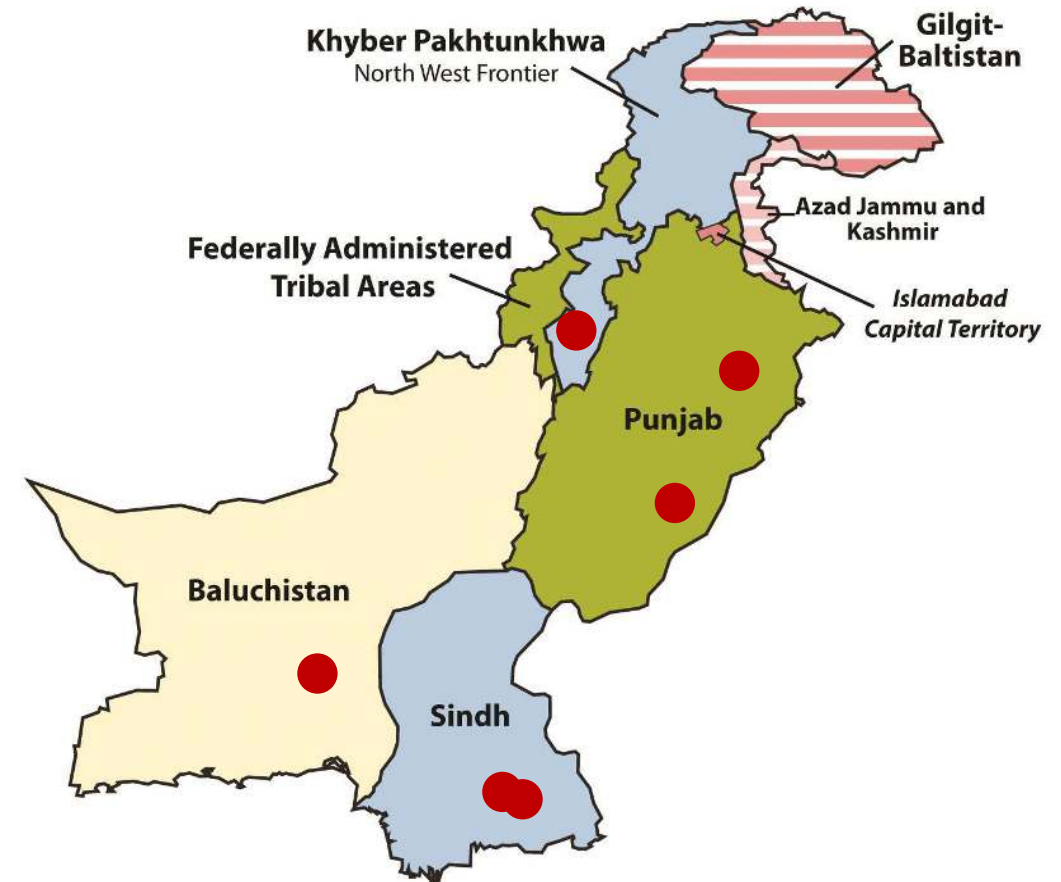 Khyber Pakhtunkhwa
North West Frontier
Gilgit-
Baltistan
Azad Jammu and
Kashmir
Federally Administered
Tribal Areas
Islamabad
Capital Territory
Punjab
Baluchistan
Sindh